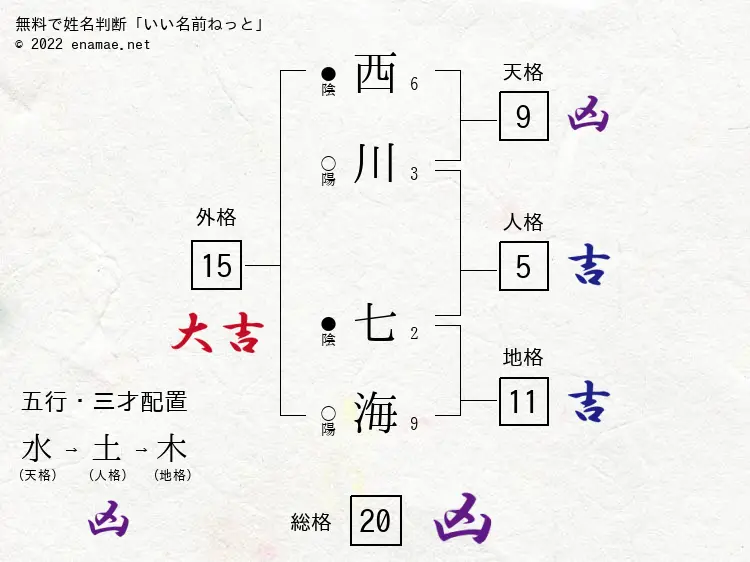 無料で姓名判断「いい名前ねっと」
© 2022 enamae.net
西 6
●陰
川 3
○陽
七 2
●陰
海 9
○陽
天格
9 凶
人格
5 吉
地格
11 吉
外格
15
大吉
五行・三才配置
水→土→木
(天格) (人格) (地格)
凶
総格 20 凶